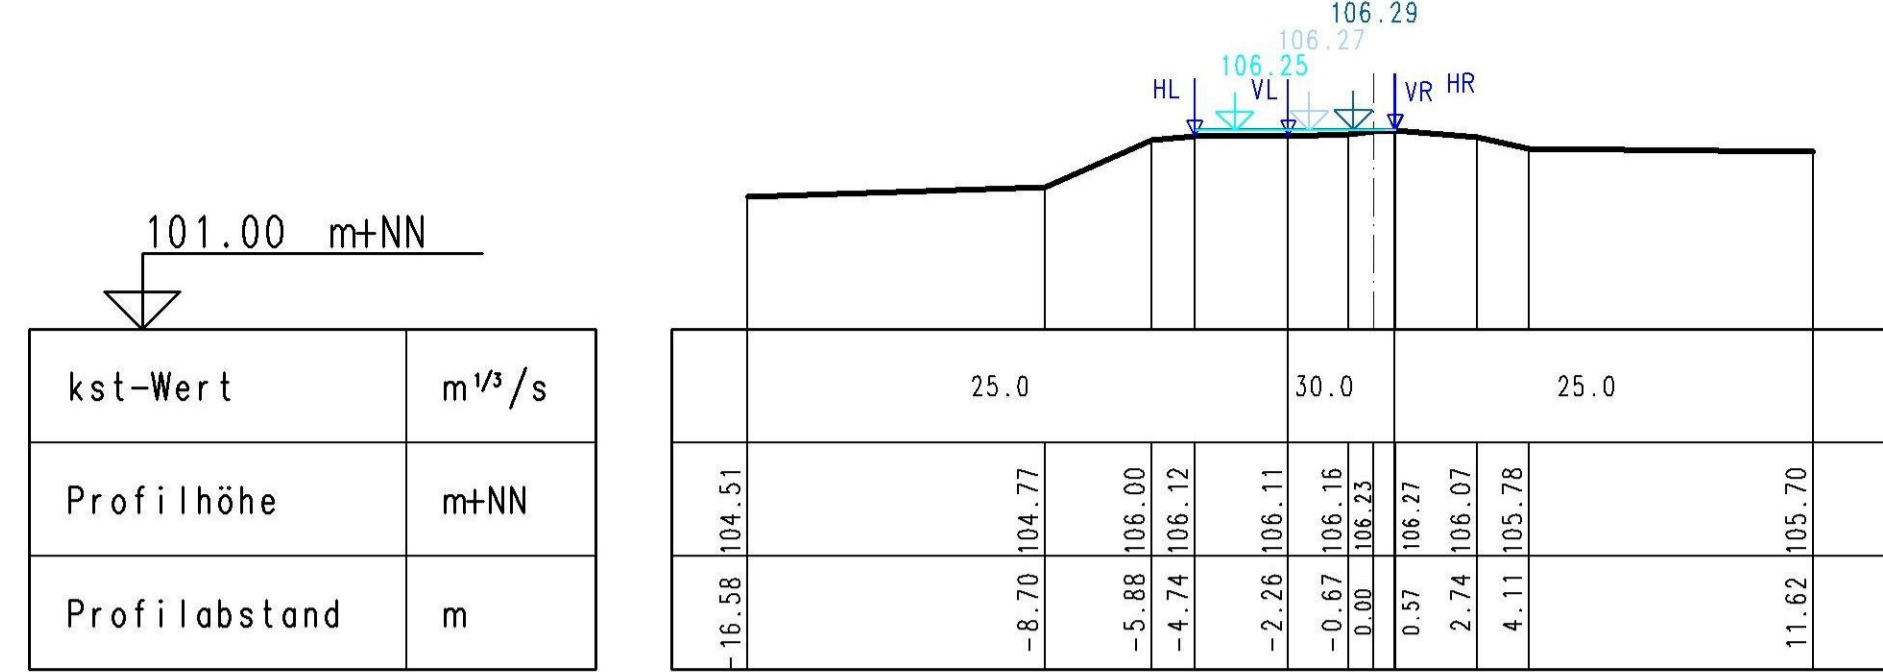 106.29
106.27
106.25
HL VL VR HR
101.00 m+NN
kst-Wert m¹/³/s 25.0 30.0 25.0
Profilhöhe m+NN 104.51 104.77 106.00 106.12 106.11 106.16 106.23 106.27 106.07 105.78 105.70
Profilabstand m -16.58 -8.70 -5.88 -4.74 -2.26 -0.67 0.00 0.57 2.74 4.11 11.62